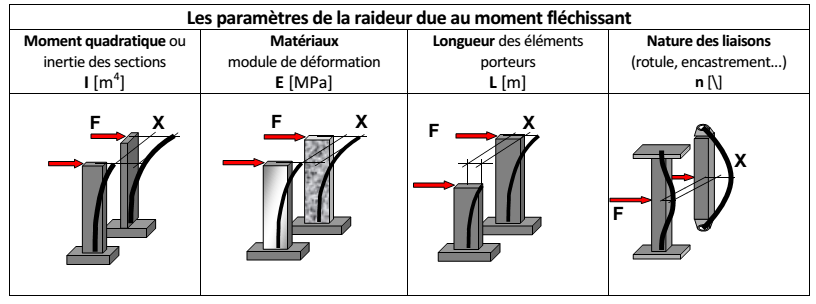 Les paramètres de la raideur due au moment fléchissant
Moment quadratique ou
inertie des sections
I [m⁴]
Matériaux
module de déformation
E [MPa]
Longueur des éléments
porteurs
L [m]
Nature des liaisons
(rotule, encastrement...)
n [\]
F X
F X
F X
X
F